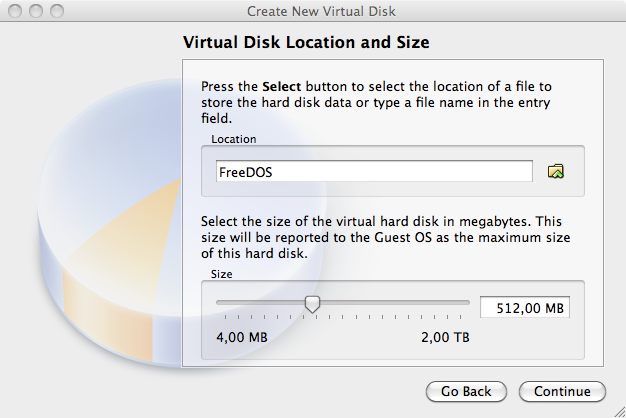 Create New Virtual Disk
Virtual Disk Location and Size
Press the Select button to select the location of a file to
store the hard disk data or type a file name in the entry
field.
Location
FreeDOS
Select the size of the virtual hard disk in megabytes. This
size will be reported to the Guest OS as the maximum size
of this hard disk.
Size
512,00 MB
4,00 MB 2,00 TB
Go Back Continue